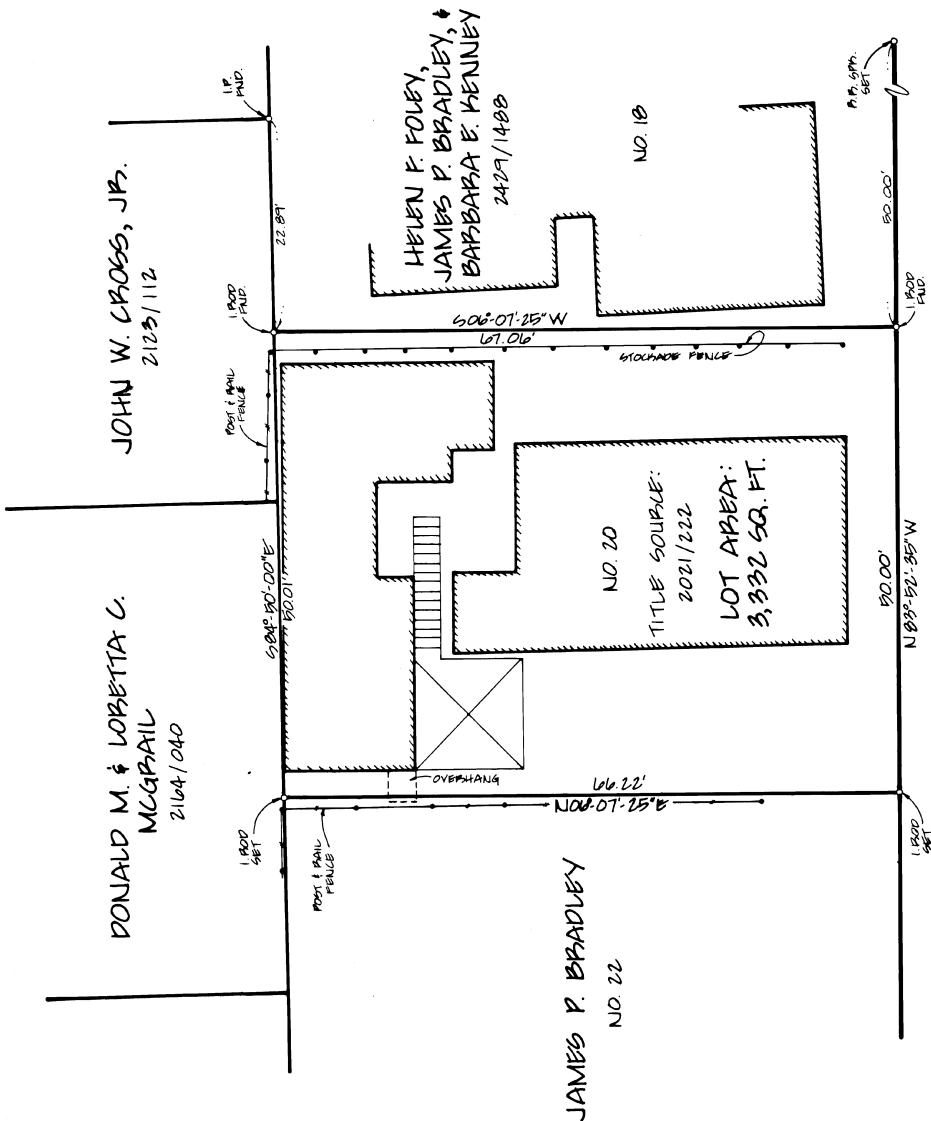 I.P.
FND.
JOHN W. CROSS, JR.
2123/112
HELEN F. FOLEY,
JAMES P. BRADLEY, &
BARBARA E. KENNEY
2429/1488
NO. 18
R.R. SPK.
SET
22.89'
50.00'
I. ROD
FND.
I. ROD
FND.
S06°-07'-25"W
67.06'
STOCKADE FENCE
POST & RAIL
FENCE
DONALD M. & LORETTA C.
MCGRAIL
2164/040
S84°-50'-00"E
50.01'
NO. 20
TITLE SOURCE:
2021/22
LOT AREA:
3,332 SQ. FT.
50.00'
N83°-52'-35"W
OVERHANG
66.22'
N06°-07'-25"E
I. ROD
SET
POST & RAIL
FENCE
I. ROD
SET
JAMES P. BRADLEY
NO. 22